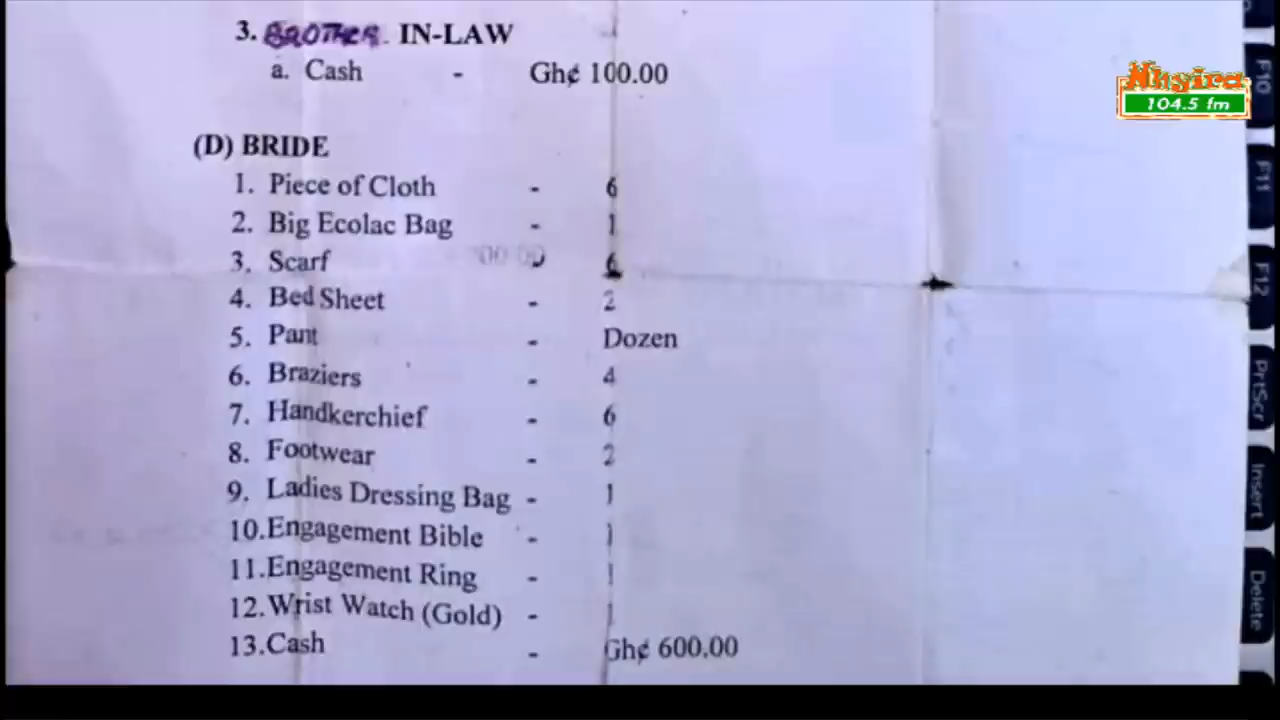 3. BROTHER IN-LAW
a. Cash - Gh¢ 100.00
Nhyira
104.5 fm
(D) BRIDE
1. Piece of Cloth - 6
2. Big Ecolac Bag - 1
3. Scarf - 6
4. Bed Sheet - 2
5. Pant - Dozen
6. Braziers - 4
7. Handkerchief - 6
8. Footwear - 2
9. Ladies Dressing Bag - 1
10.Engagement Bible - 1
11.Engagement Ring - 1
12.Wrist Watch (Gold) - 1
13.Cash - Gh¢ 600.00
F10
F11
F12
PrtScr
Insert
Delete